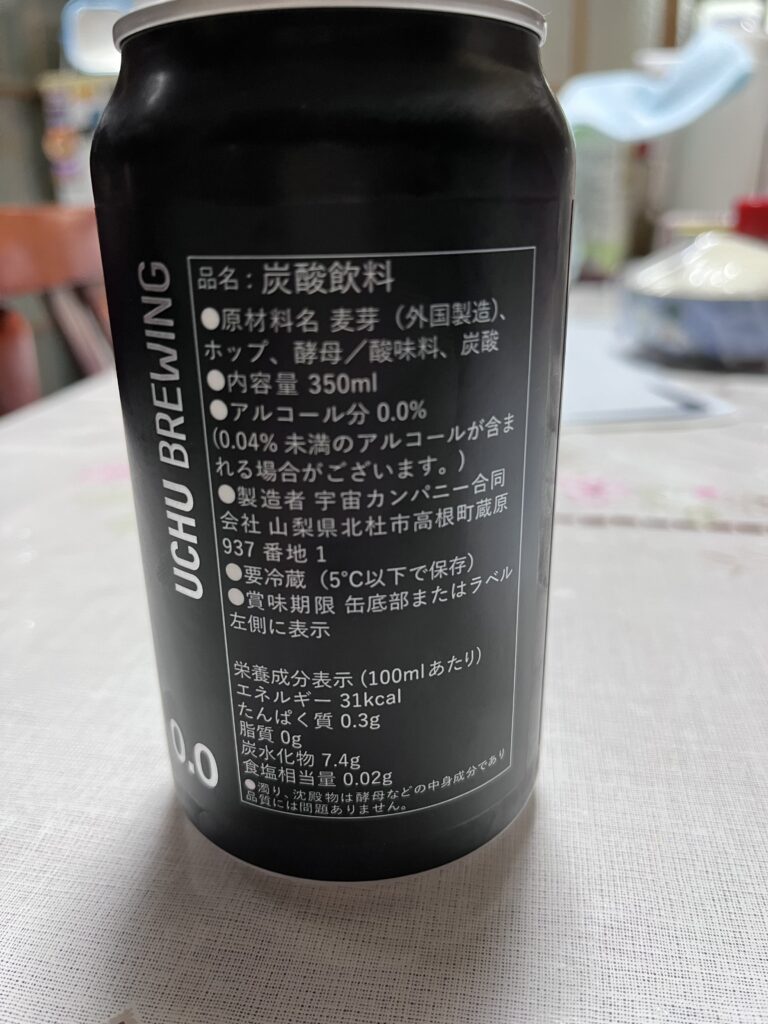 UCHU BREWING
0.0
品名：炭酸飲料
●原材料名 麦芽（外国製造）、
ホップ、酵母／酸味料、炭酸
●内容量 350ml
●アルコール分 0.0%
(0.04% 未満のアルコールが含ま
れる場合がございます。)
●製造者 宇宙カンパニー合同
会社 山梨県北杜市高根町蔵原
937 番地 1
●要冷蔵（5℃以下で保存）
●賞味期限 缶底部またはラベル
左側に表示
栄養成分表示（100mlあたり）
エネルギー 31kcal
たんぱく質 0.3g
脂質 0g
炭水化物 7.4g
食塩相当量 0.02g
●濁り、沈殿物は酵母などの中身成分であり
品質には問題ありません。